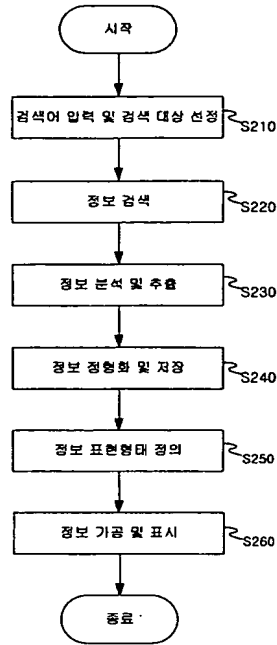 시작
검색어 입력 및 검색 대상 선정
S210
정보 검색
S220
정보 분석 및 추출
S230
정보 정형화 및 저장
S240
정보 표현형태 정의
S250
정보 가공 및 표시
S260
종료